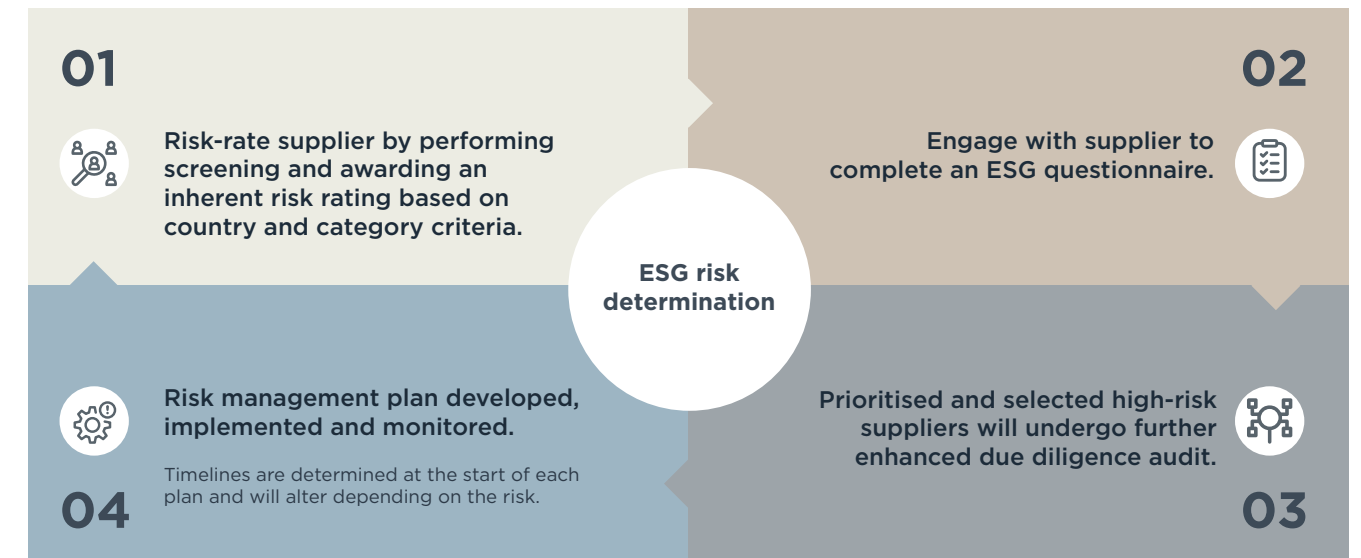 01
Risk-rate supplier by performing
screening and awarding an
inherent risk rating based on
country and category criteria.
02
Engage with supplier to
complete an ESG questionnaire.
ESG risk
determination
Prioritised and selected high-risk
suppliers will undergo further
enhanced due diligence audit.
03
Risk management plan developed,
implemented and monitored.
Timelines are determined at the start of each
plan and will alter depending on the risk.
04